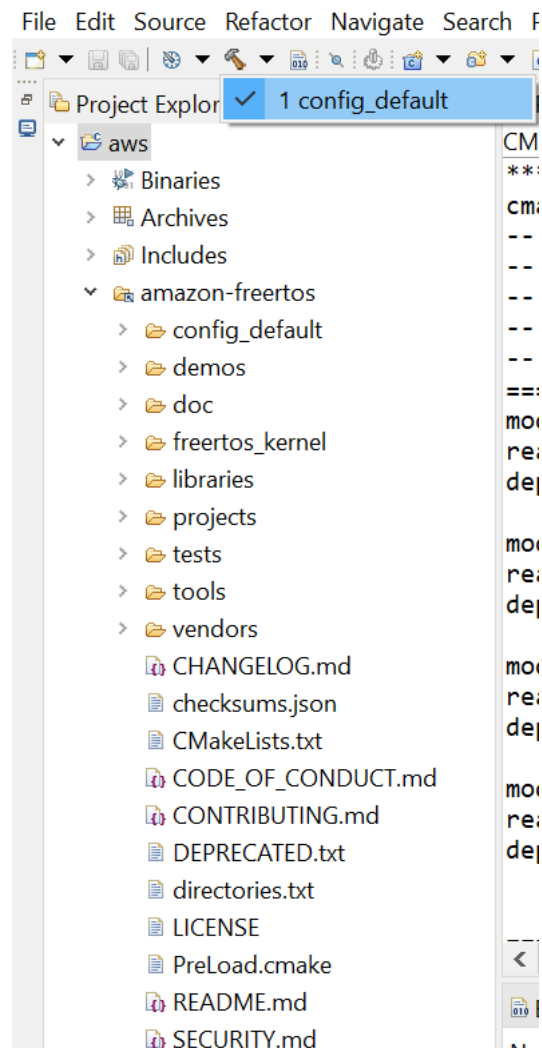 File Edit Source Refactor Navigate Search
1 config_default
Project Explor
aws
CM
Binaries
Archives
Includes
amazon-freertos
config_default
demos
doc
freertos_kernel
libraries
projects
tests
tools
vendors
CHANGELOG.md
checksums.json
CMakeLists.txt
CODE_OF_CONDUCT.md
CONTRIBUTING.md
DEPRECATED.txt
directories.txt
LICENSE
PreLoad.cmake
README.md
SECURITY.md